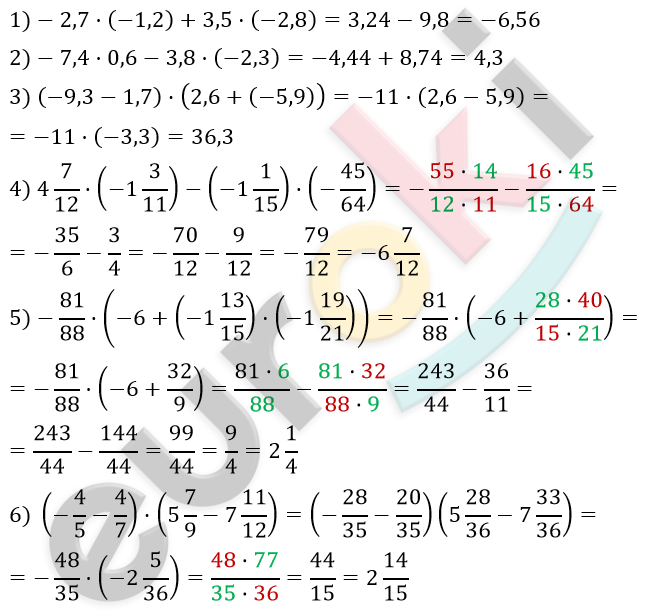 1) − 2,7 · (−1,2) + 3,5 · (−2,8) = 3,24 − 9,8 = −6,56
2) − 7,4 · 0,6 − 3,8 · (−2,3) = −4,44 + 8,74 = 4,3
3) (−9,3 − 1,7) · (2,6 + (−5,9)) = −11 · (2,6 − 5,9) =
= −11 · (−3,3) = 36,3
4) 4 7/12 · (−1 3/11) − (−1 1/15) · (−45/64) = − (55 · 14)/(12 · 11) − (16 · 45)/(15 · 64) =
= − 35/6 − 3/4 = − 70/12 − 9/12 = − 79/12 = −6 7/12
5) − 81/88 · (−6 + (−1 13/15) · (−1 19/21)) = − 81/88 · (−6 + (28 · 40)/(15 · 21)) =
= − 81/88 · (−6 + 32/9) = (81 · 6)/88 − (81 · 32)/(88 · 9) = 243/44 − 36/11 =
= 243/44 − 144/44 = 99/44 = 9/4 = 2 1/4
6) (− 4/5 − 4/7) · (5 7/9 − 7 11/12) = (− 28/35 − 20/35) (5 28/36 − 7 33/36) =
= − 48/35 · (−2 5/36) = (48 · 77)/(35 · 36) = 44/15 = 2 14/15
euroki